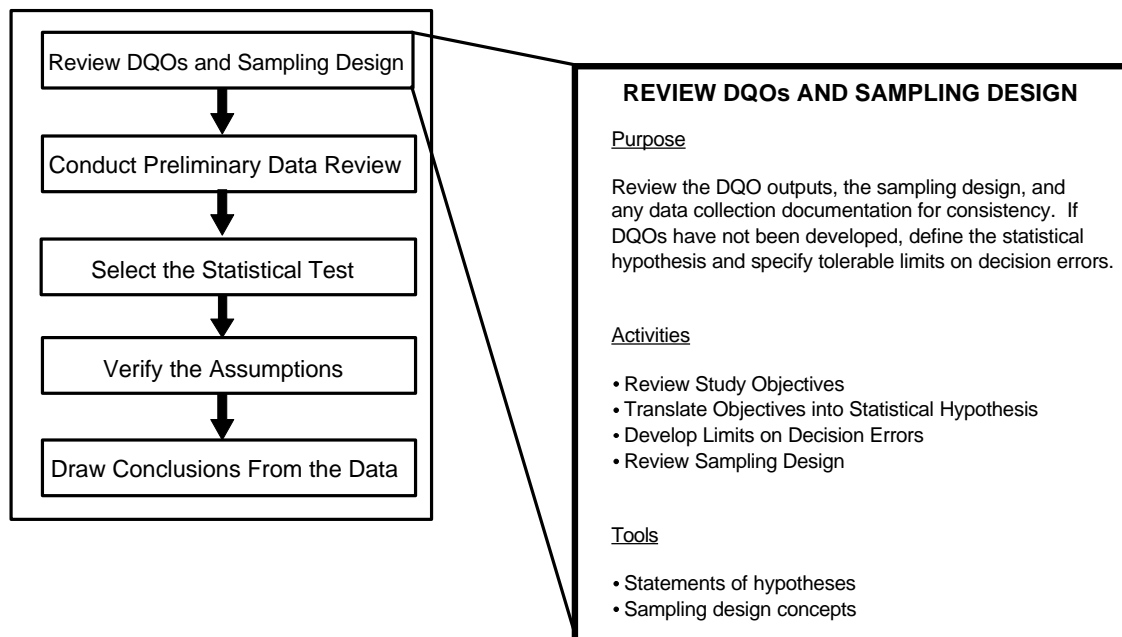 Review DQOs and Sampling Design
Conduct Preliminary Data Review
Select the Statistical Test
Verify the Assumptions
Draw Conclusions From the Data
REVIEW DQOs AND SAMPLING DESIGN
Purpose
Review the DQO outputs, the sampling design, and
any data collection documentation for consistency.  If
DQOs have not been developed, define the statistical
hypothesis and specify tolerable limits on decision errors.
Activities
• Review Study Objectives
• Translate Objectives into Statistical Hypothesis
• Develop Limits on Decision Errors
• Review Sampling Design
Tools
• Statements of hypotheses
• Sampling design concepts